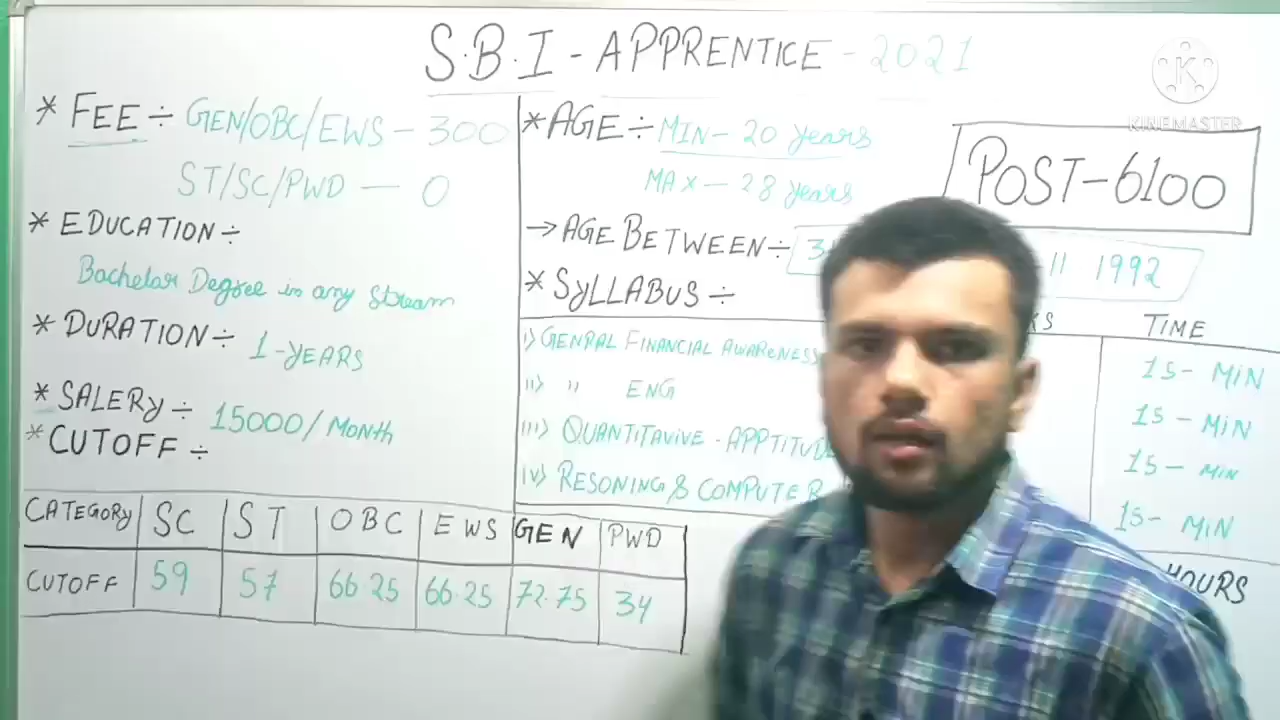 S.B.I - APPRENTICE - 2021
* FEE ÷ GEN/OBC/EWS - 300
ST/SC/PWD — 0
* EDUCATION ÷
Bachelar Degree in any Stream
* DURATION ÷ 1-YEARS
* SALERY ÷ 15000/MONTH
* CUTOFF ÷
CATEGORY SC ST OBC EWS GEN PWD
CUTOFF 59 57 66.25 66.25 72.75 34
* AGE ÷ MIN - 20 years
MAX — 28 years
→ AGE BETWEEN ÷ 11 1992
* SYLLABUS ÷
TIME
i) GENRAL FINANCIAL AWARENESS 15 - MIN
ii) " ENG 15 - MIN
iii) QUANTITAVIVE - APPTITUD 15 - MIN
iv) RESONING & COMPUTER 15 - MIN
HOURS
POST - 6100
KINEMASTER